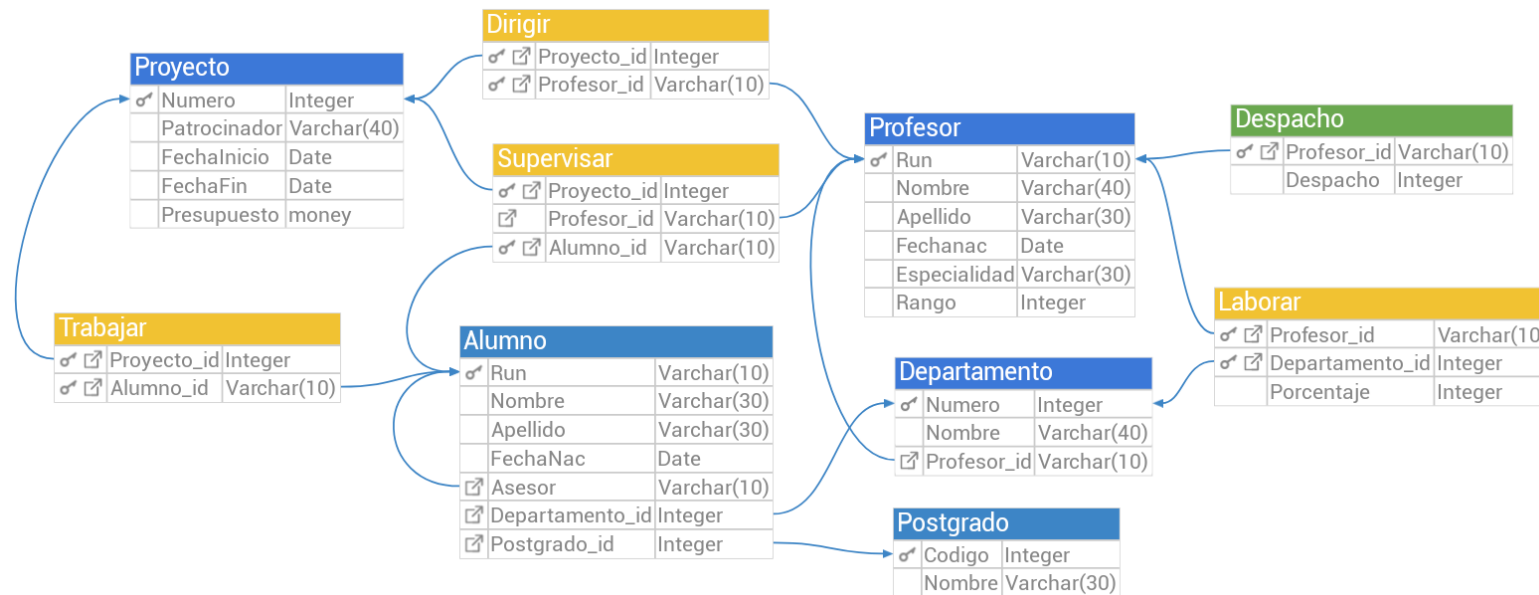 Dirigir
Proyecto_id Integer
Profesor_id Varchar(10)
Proyecto
Numero Integer
Patrocinador Varchar(40)
FechaInicio Date
FechaFin Date
Presupuesto money
Supervisar
Proyecto_id Integer
Profesor_id Varchar(10)
Alumno_id Varchar(10)
Profesor
Run Varchar(10)
Nombre Varchar(40)
Apellido Varchar(30)
Fechanac Date
Especialidad Varchar(30)
Rango Integer
Despacho
Profesor_id Varchar(10)
Despacho Integer
Trabajar
Proyecto_id Integer
Alumno_id Varchar(10)
Alumno
Run Varchar(10)
Nombre Varchar(30)
Apellido Varchar(30)
FechaNac Date
Asesor Varchar(10)
Departamento_id Integer
Postgrado_id Integer
Departamento
Numero Integer
Nombre Varchar(40)
Profesor_id Varchar(10)
Laborar
Profesor_id Varchar(10
Departamento_id Integer
Porcentaje Integer
Postgrado
Codigo Integer
Nombre Varchar(30)